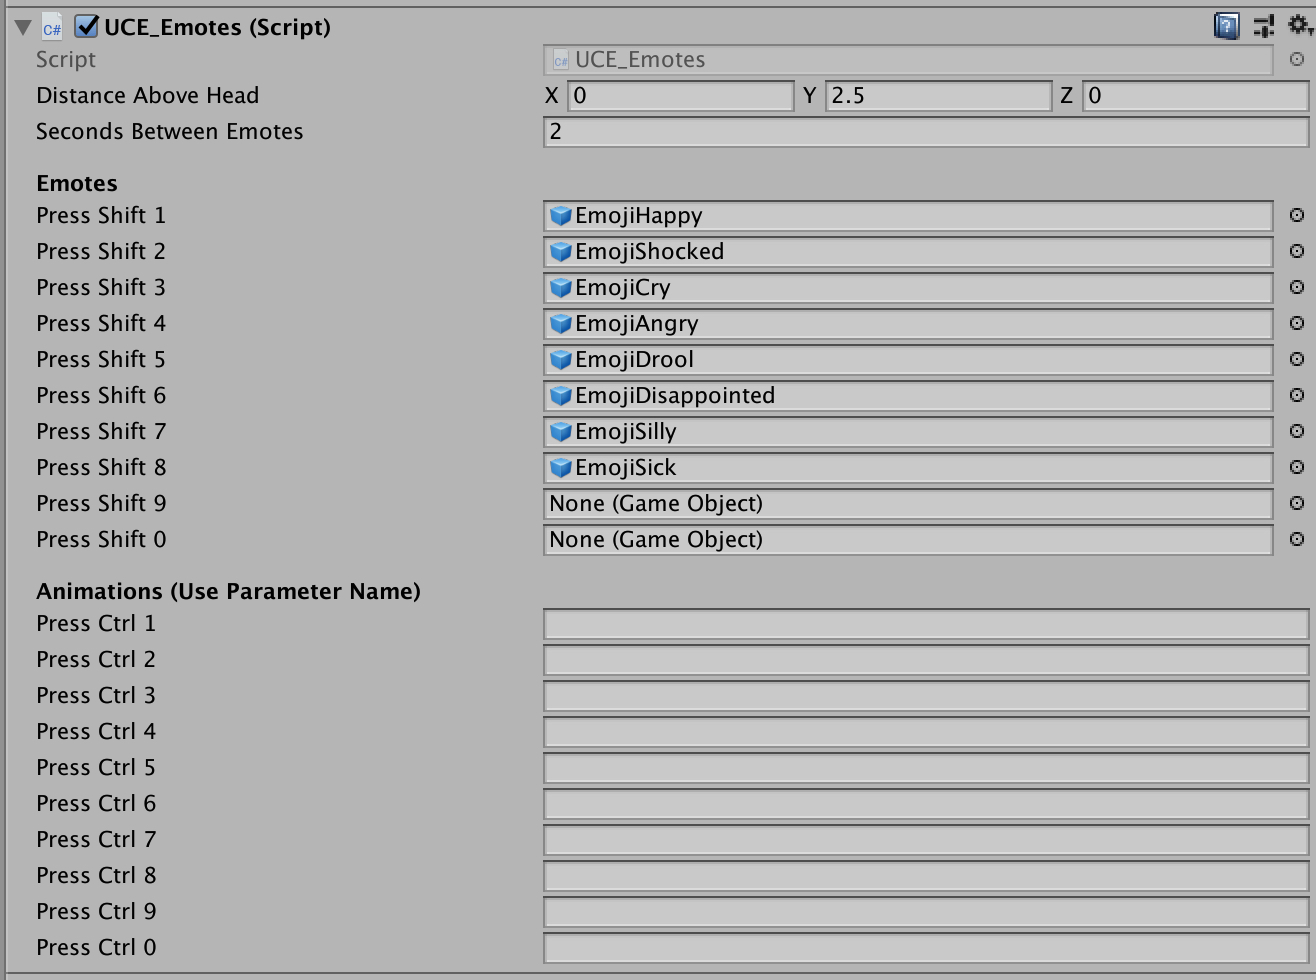 C# UCE_Emotes (Script) ?
Script C# UCE_Emotes
Distance Above Head X 0 Y 2.5 Z 0
Seconds Between Emotes 2
Emotes
Press Shift 1 EmojiHappy
Press Shift 2 EmojiShocked
Press Shift 3 EmojiCry
Press Shift 4 EmojiAngry
Press Shift 5 EmojiDrool
Press Shift 6 EmojiDisappointed
Press Shift 7 EmojiSilly
Press Shift 8 EmojiSick
Press Shift 9 None (Game Object)
Press Shift 0 None (Game Object)
Animations (Use Parameter Name)
Press Ctrl 1
Press Ctrl 2
Press Ctrl 3
Press Ctrl 4
Press Ctrl 5
Press Ctrl 6
Press Ctrl 7
Press Ctrl 8
Press Ctrl 9
Press Ctrl 0